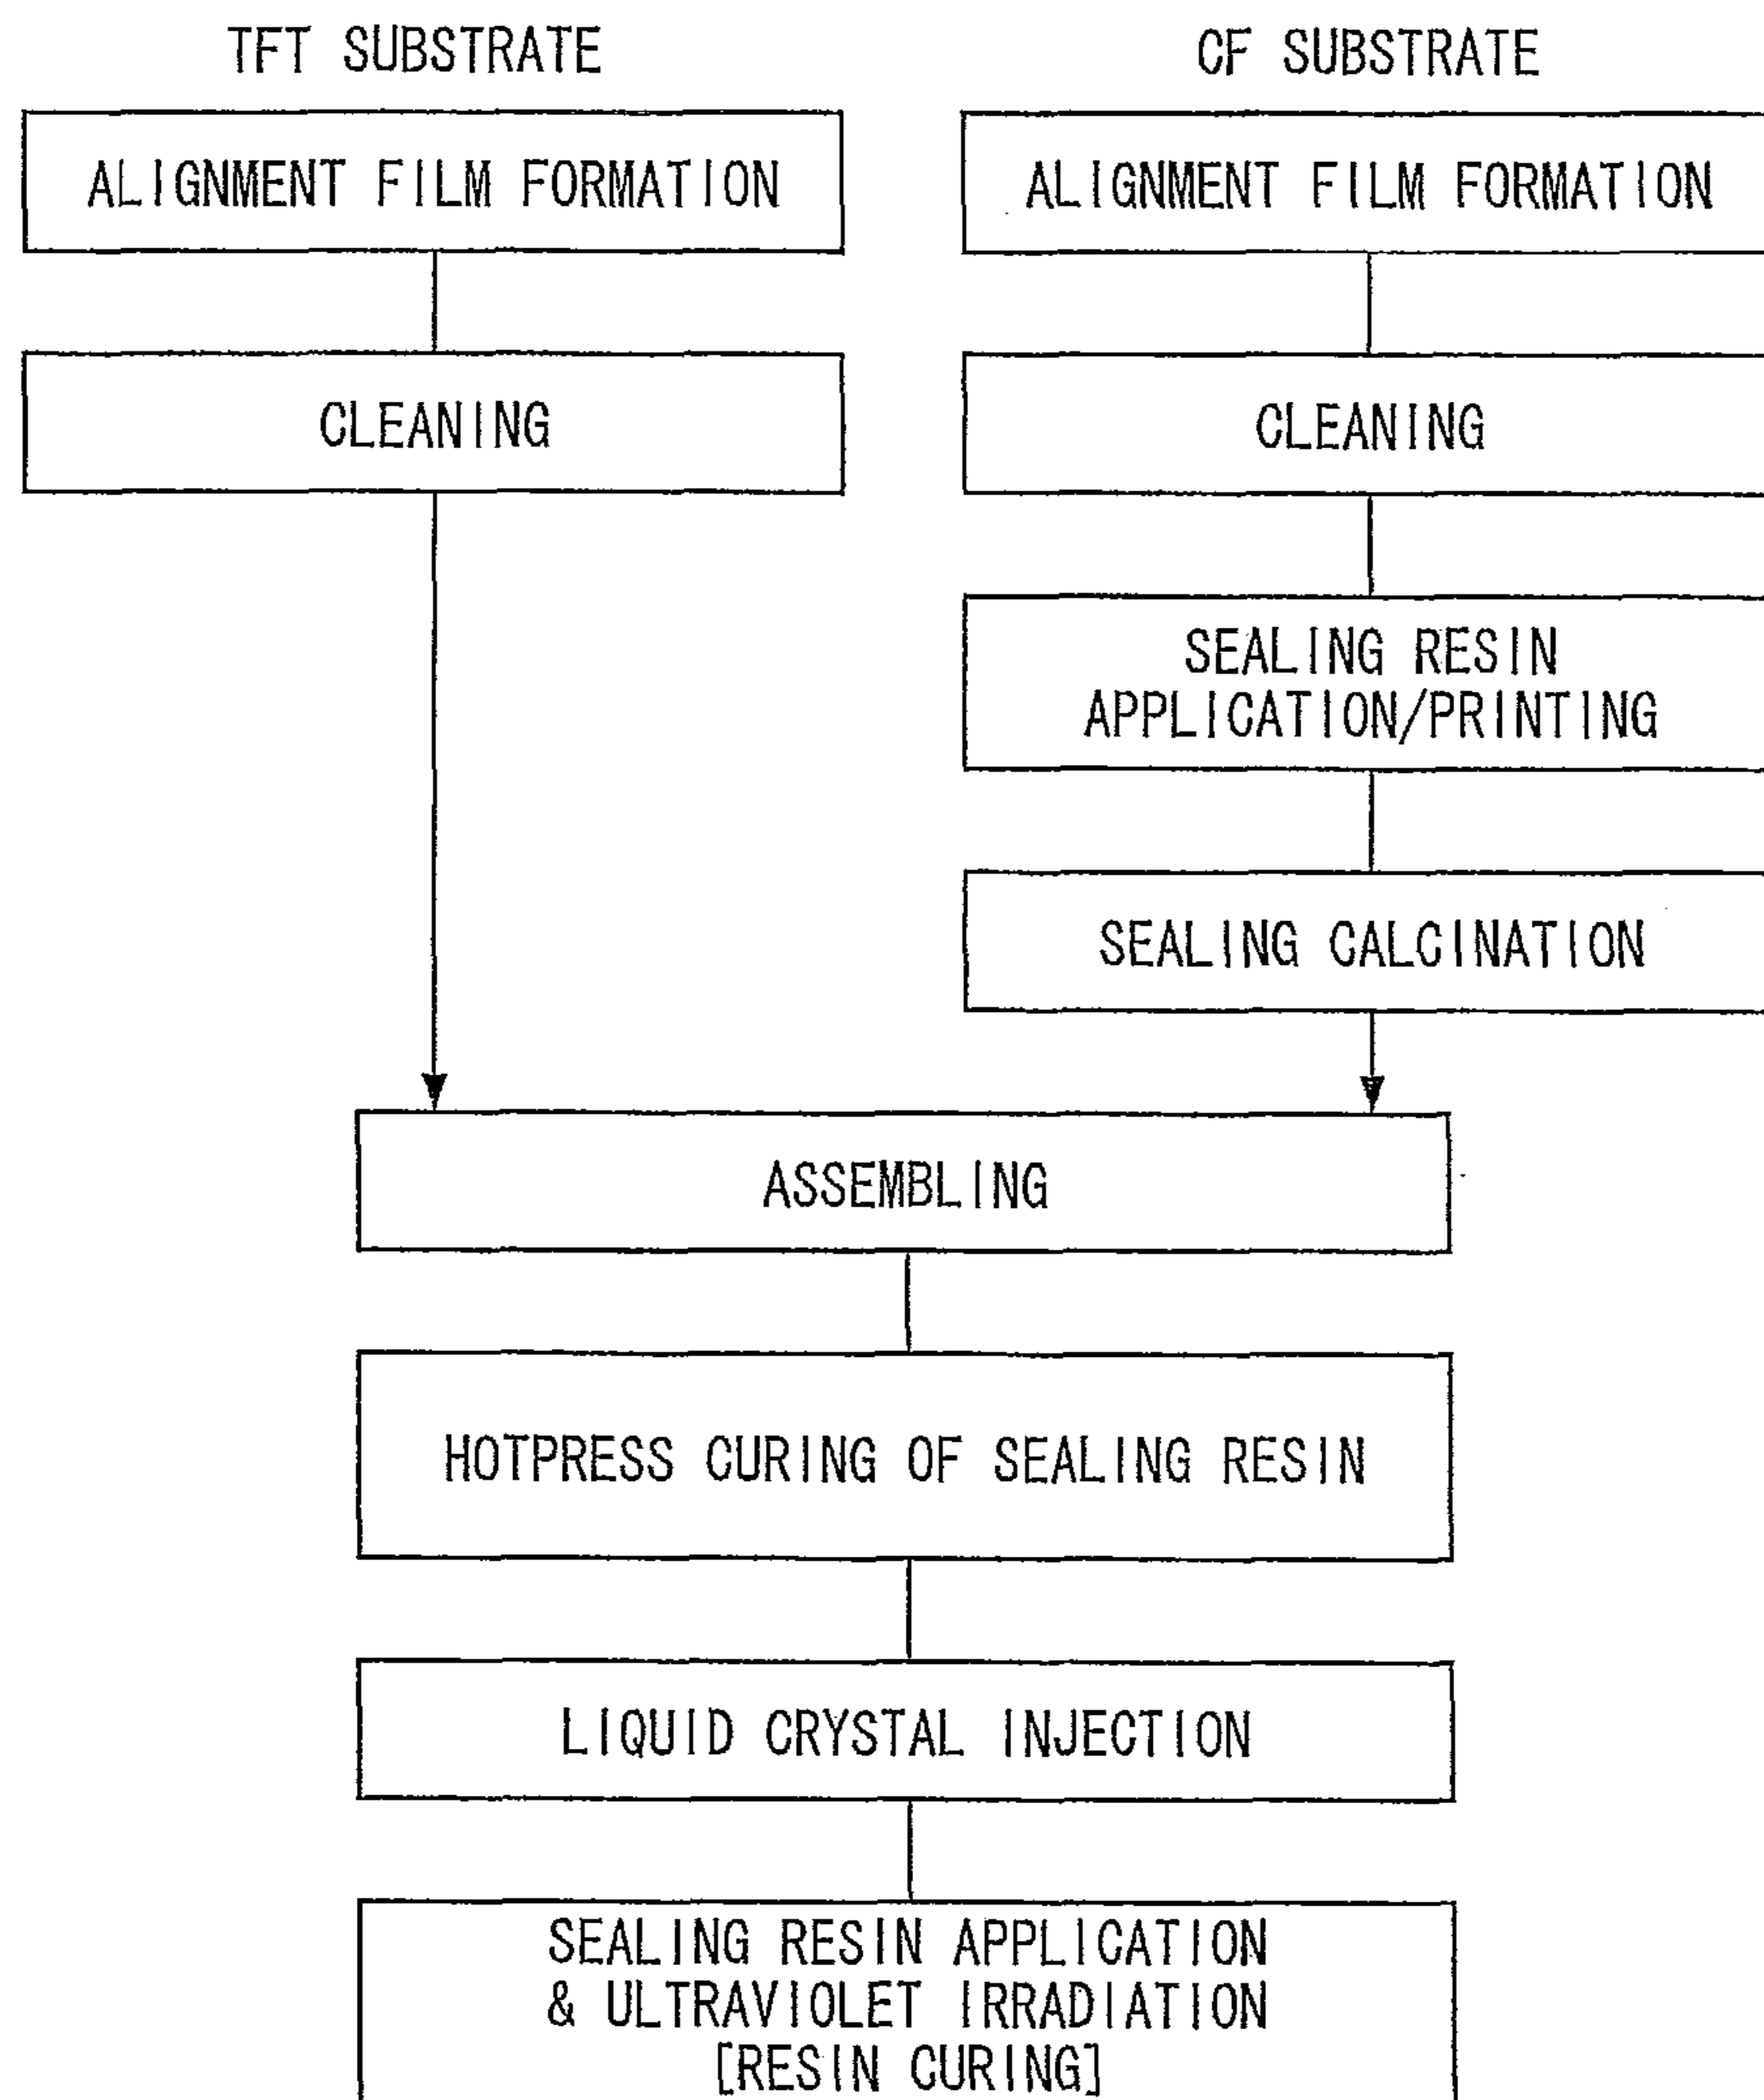 TFT SUBSTRATE
ALIGNMENT FILM FORMATION
CLEANING
CF SUBSTRATE
ALIGNMENT FILM FORMATION
CLEANING
SEALING RESIN
APPLICATION/PRINTING
SEALING CALCINATION
ASSEMBLING
HOTPRESS CURING OF SEALING RESIN
LIQUID CRYSTAL INJECTION
SEALING RESIN APPLICATION
& ULTRAVIOLET IRRADIATION
[RESIN CURING]